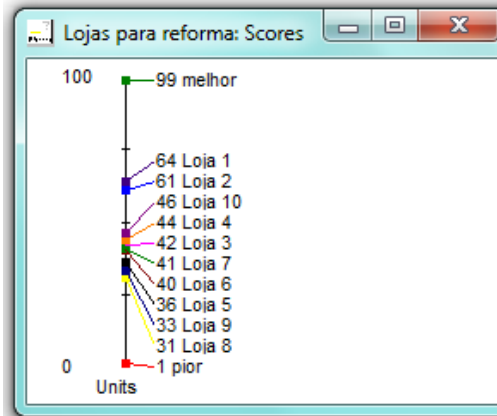 Lojas para reforma: Scores
100
99 melhor
64 Loja 1
61 Loja 2
46 Loja 10
44 Loja 4
42 Loja 3
41 Loja 7
40 Loja 6
36 Loja 5
33 Loja 9
31 Loja 8
0
1 pior
Units